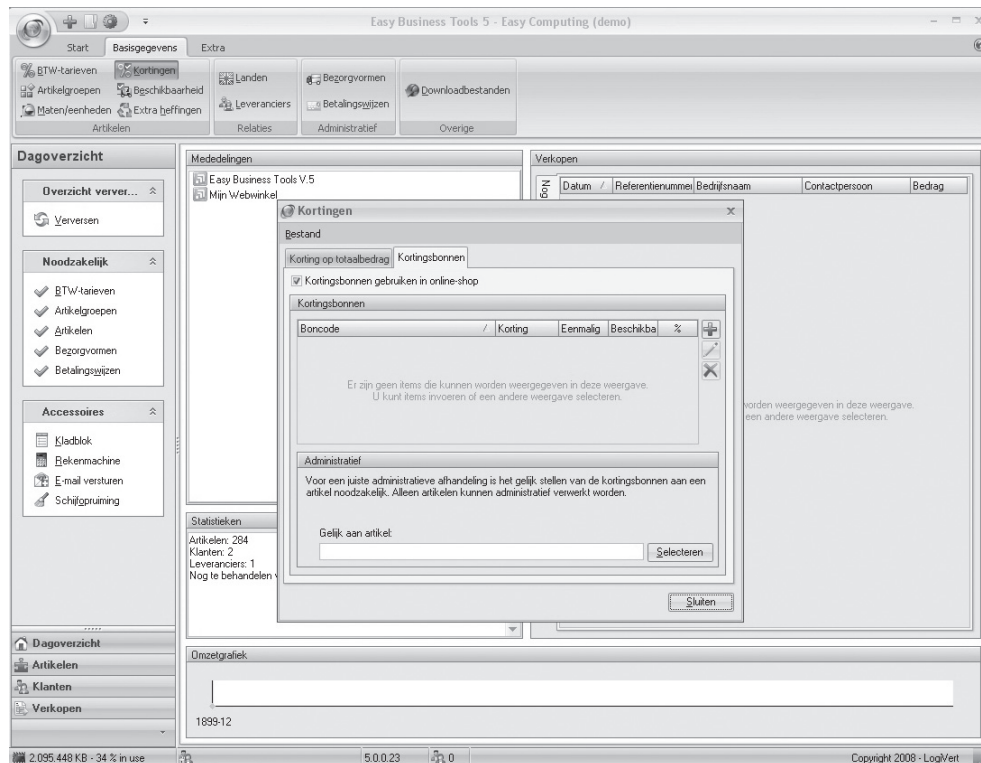 Easy Business Tools 5 - Easy Computing (demo)
Start Basisgegevens Extra
BTW-tarieven Kortingen
Artikelgroepen Beschikbaarheid
Maten/eenheden Extra heffingen
Artikelen
Landen
Leveranciers
Relaties
Bezorgvormen
Betalingswijzen
Administratief
Downloadbestanden
Overige
Dagoverzicht
Overzicht verver...
Verversen
Noodzakelijk
BTW-tarieven
Artikelgroepen
Artikelen
Bezorgvormen
Betalingswijzen
Accessoires
Kladblok
Rekenmachine
E-mail versturen
Schijfopruiming
Dagoverzicht
Artikelen
Klanten
Verkopen
Mededelingen
Easy Business Tools V.5
Mijn Webwinkel
Statistieken
Artikelen: 284
Klanten: 2
Leveranciers: 1
Nog te behandelen
Verkopen
Nog
Datum / Referentienummer Bedrijfsnaam Contactpersoon Bedrag
worden weergegeven in deze weergave.
een andere weergave selecteren.
Kortingen
Bestand
Korting op totaalbedrag Kortingsbonnen
Kortingsbonnen gebruiken in online-shop
Kortingsbonnen
Boncode / Korting Eenmalig Beschikba %
Er zijn geen items die kunnen worden weergegeven in deze weergave.
U kunt items invoeren of een andere weergave selecteren.
Administratief
Voor een juiste administratieve afhandeling is het gelijk stellen van de kortingsbonnen aan een
artikel noodzakelijk. Alleen artikelen kunnen administratief verwerkt worden.
Gelijk aan artikel:
Selecteren
Sluiten
Omzetgrafiek
1899-12
2.095.448 KB - 34 % in use 5.0.0.23 0 Copyright 2008 - LogiVert